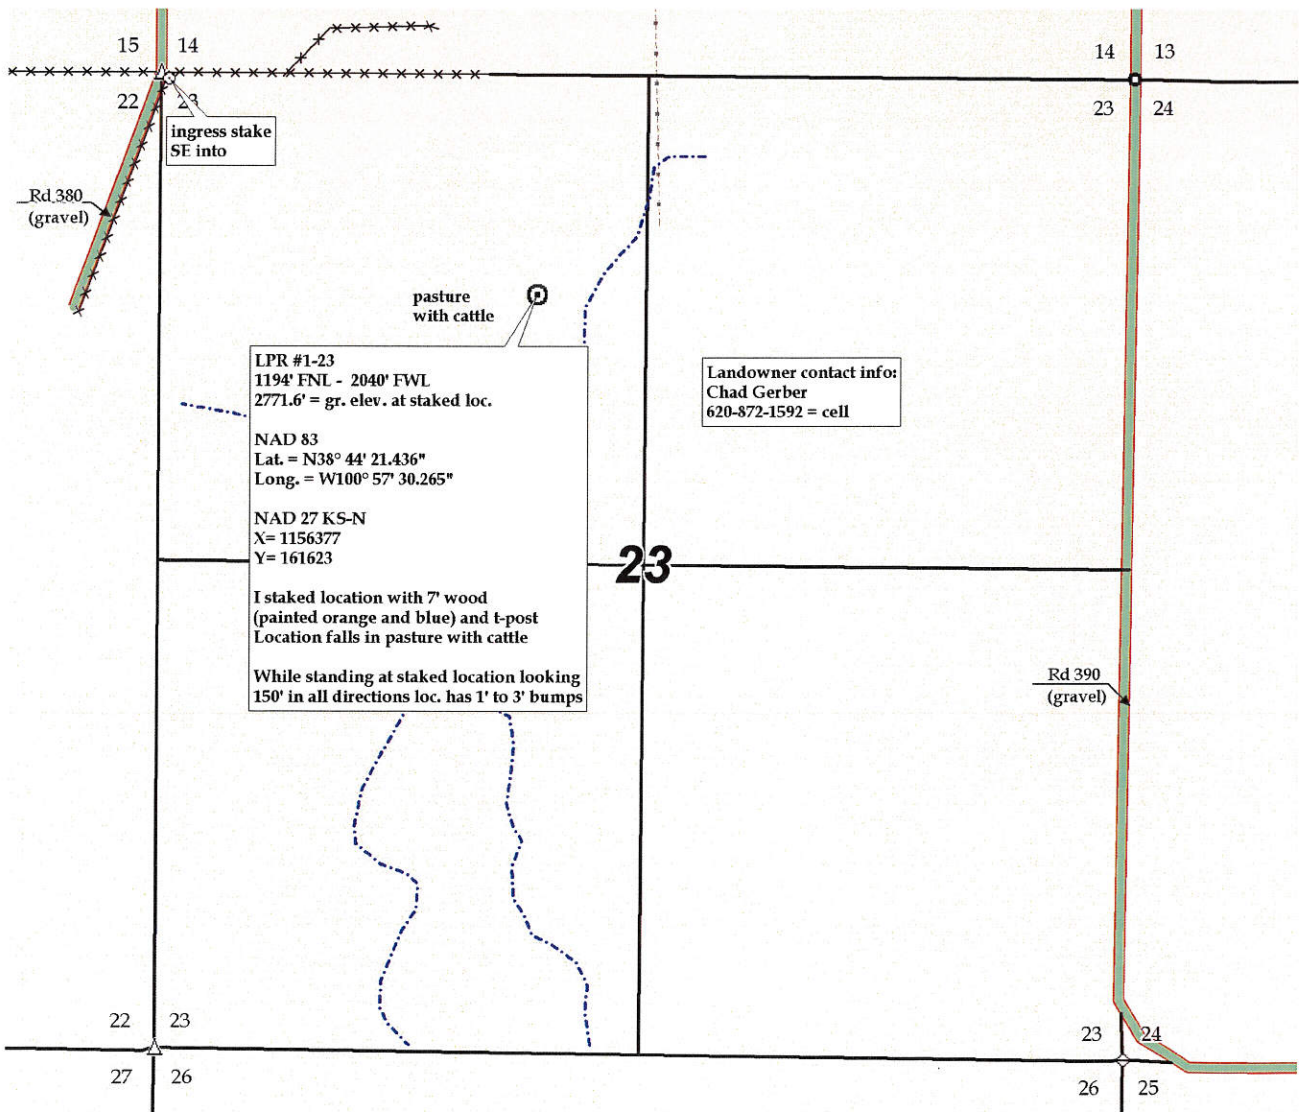 15 14
14 13
22 23
23 24
ingress stake
SE into
Rd 380
(gravel)
pasture
with cattle
LPR #1-23
1194' FNL - 2040' FWL
2771.6' = gr. elev. at staked loc.
NAD 83
Lat. = N38° 44' 21.436"
Long. = W100° 57' 30.265"
NAD 27 KS-N
X= 1156377
Y= 161623
I staked location with 7' wood
(painted orange and blue) and t-post
Location falls in pasture with cattle
While standing at staked location looking
150' in all directions loc. has 1' to 3' bumps
Landowner contact info:
Chad Gerber
620-872-1592 = cell
23
Rd 390
(gravel)
22 23
23 24
27 26
26 25